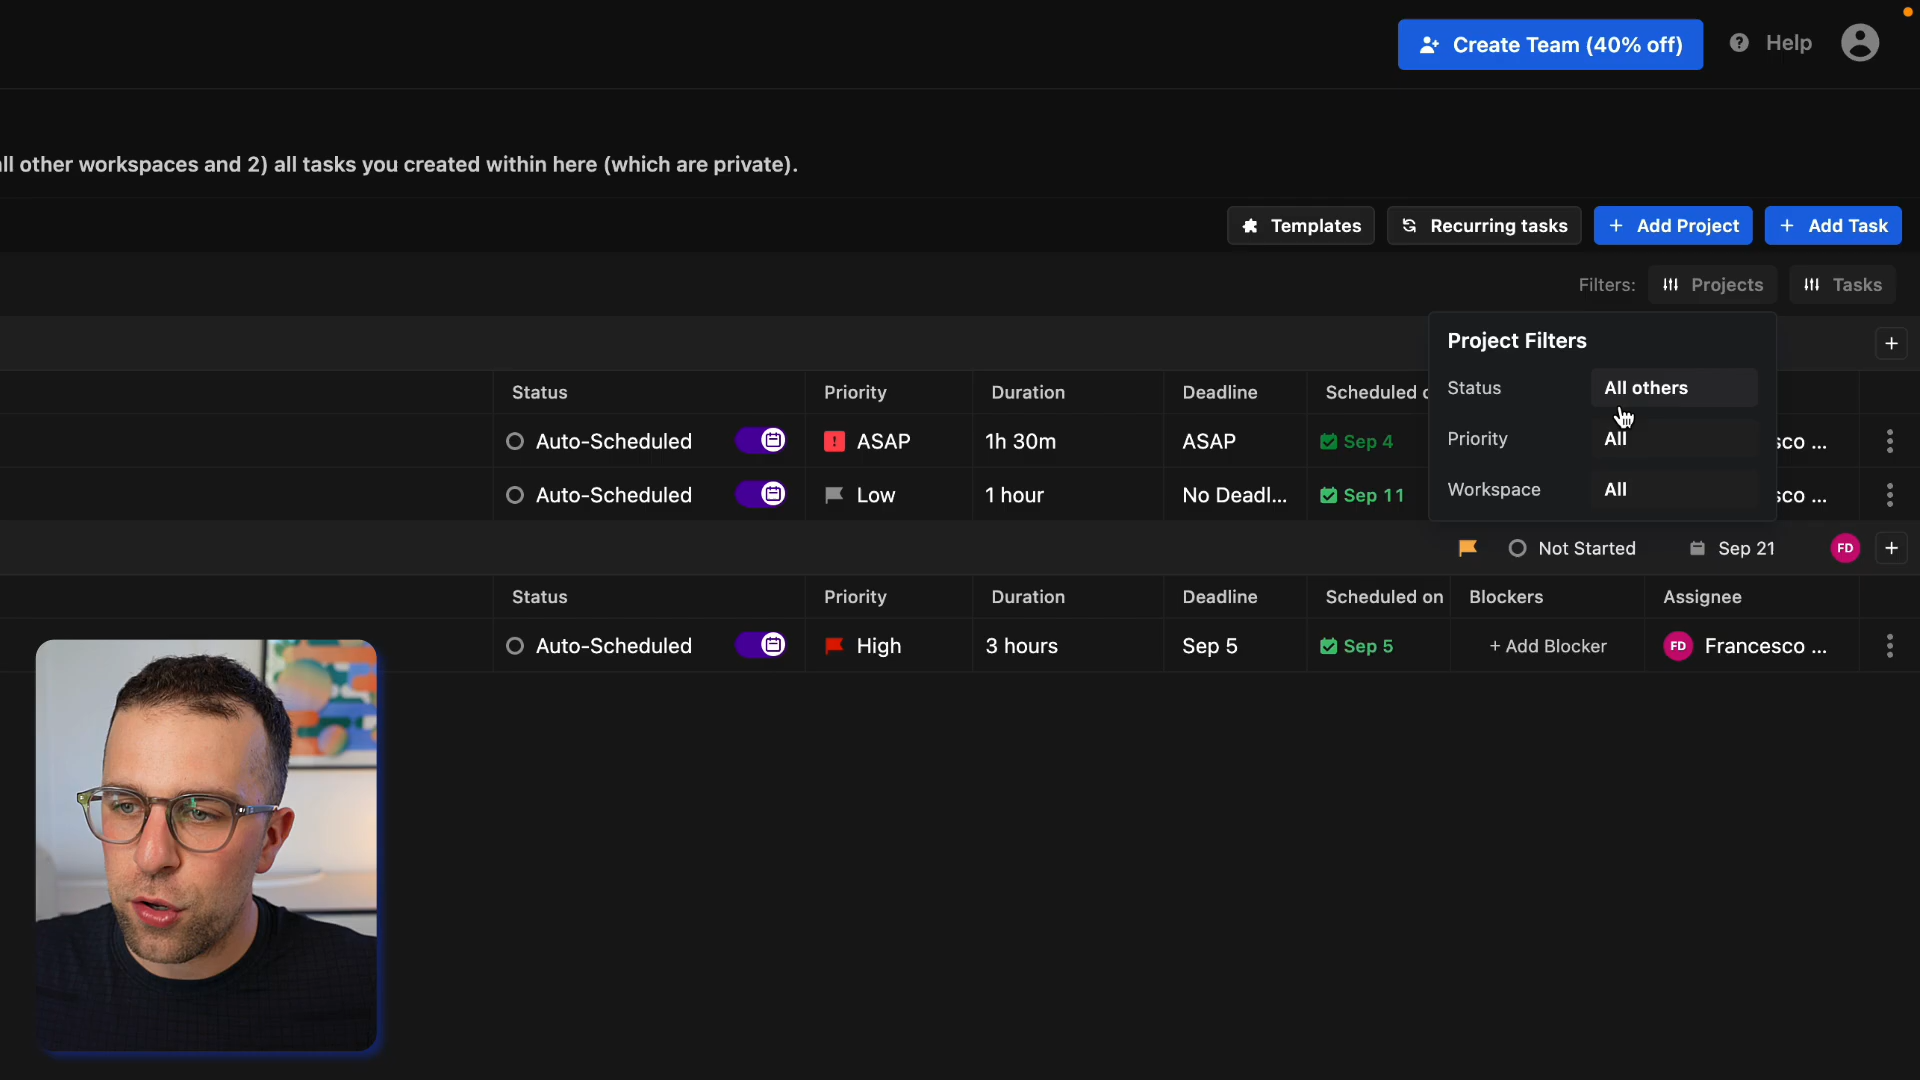 Create Team (40% off)
Help
ll other workspaces and 2) all tasks you created within here (which are private).
Templates
Recurring tasks
+ Add Project
+ Add Task
Filters:
Projects
Tasks
Project Filters
Status All others
Priority All
Workspace All
Status Priority Duration Deadline Scheduled
Auto-Scheduled ASAP 1h 30m ASAP Sep 4 sco ...
Auto-Scheduled Low 1 hour No Deadl... Sep 11 sco ...
Not Started Sep 21 FD +
Status Priority Duration Deadline Scheduled on Blockers Assignee
Auto-Scheduled High 3 hours Sep 5 Sep 5 + Add Blocker FD Francesco ...